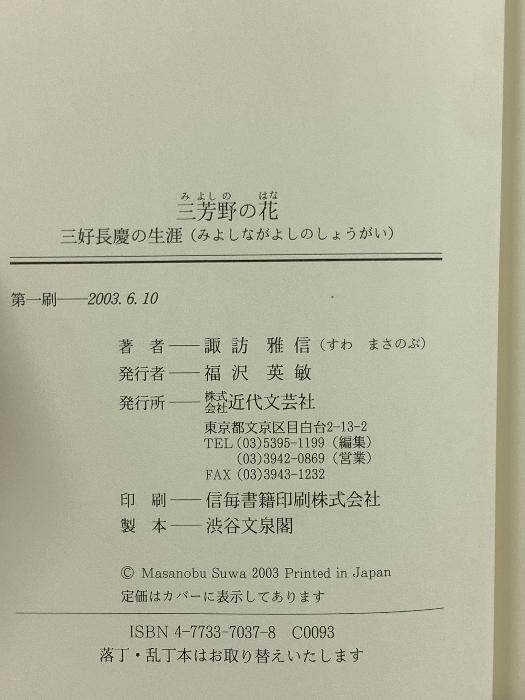 みよしの はな
三芳野の花
三好長慶の生涯（みよしながよしのしょうがい）
第一刷──2003.6.10
著 者──諏訪 雅信（すわ まさのぶ）
発行者──福沢 英敏
発行所──株式会社近代文芸社
東京都文京区目白台2-13-2
TEL (03)5395-1199（編集）
(03)3942-0869（営業）
FAX (03)3943-1232
印 刷──信毎書籍印刷株式会社
製 本──渋谷文泉閣
© Masanobu Suwa 2003 Printed in Japan
定価はカバーに表示してあります
ISBN 4-7733-7037-8 C0093
落丁・乱丁本はお取り替えいたします